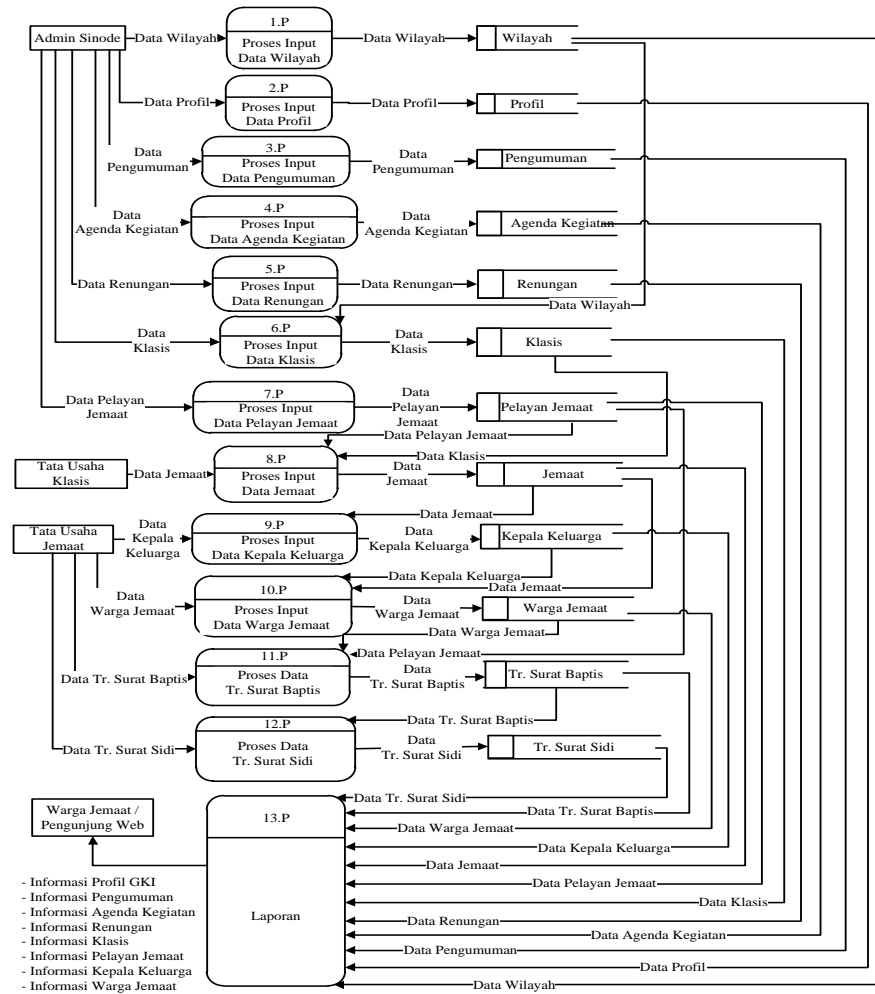 1.P
Admin Sinode
Data Wilayah
Proses Input
Data Wilayah
Data Wilayah
Wilayah
2.P
Data Profil
Proses Input
Data Profil
Data Profil
Profil
3.P
Data
Pengumuman
Proses Input
Data Pengumuman
Data
Pengumuman
Pengumuman
4.P
Data
Agenda Kegiatan
Proses Input
Data Agenda Kegiatan
Data
Agenda Kegiatan
Agenda Kegiatan
5.P
Data Renungan
Proses Input
Data Renungan
Data Renungan
Renungan
Data Wilayah
6.P
Data
Klasis
Proses Input
Data Klasis
Data
Klasis
Klasis
7.P
Data Pelayan
Jemaat
Proses Input
Data Pelayan Jemaat
Data
Pelayan
Jemaat
Pelayan Jemaat
Data Pelayan Jemaat
Data Klasis
8.P
Tata Usaha
Klasis
Data Jemaat
Proses Input
Data Jemaat
Data
Jemaat
Jemaat
Data Jemaat
9.P
Tata Usaha
Jemaat
Data
Kepala
Keluarga
Proses Input
Data Kepala Keluarga
Data
Kepala Keluarga
Kepala Keluarga
Data Kepala Keluarga
Data Jemaat
10.P
Data
Warga Jemaat
Proses Input
Data Warga Jemaat
Data
Warga Jemaat
Warga Jemaat
Data Warga Jemaat
Data Pelayan Jemaat
11.P
Data Tr. Surat Baptis
Proses Data
Tr. Surat Baptis
Data
Tr. Surat Baptis
Tr. Surat Baptis
Data Tr. Surat Baptis
12.P
Data Tr. Surat Sidi
Proses Data
Tr. Surat Sidi
Data
Tr. Surat Sidi
Tr. Surat Sidi
Data Tr. Surat Sidi
Warga Jemaat /
Pengunjung Web
13.P
Laporan
Data Tr. Surat Baptis
Data Warga Jemaat
Data Kepala Keluarga
Data Jemaat
Data Pelayan Jemaat
Data Klasis
Data Renungan
Data Agenda Kegiatan
Data Pengumuman
Data Profil
Data Wilayah
- Informasi Profil GKI
- Informasi Pengumuman
- Informasi Agenda Kegiatan
- Informasi Renungan
- Informasi Klasis
- Informasi Pelayan Jemaat
- Informasi Kepala Keluarga
- Informasi Warga Jemaat